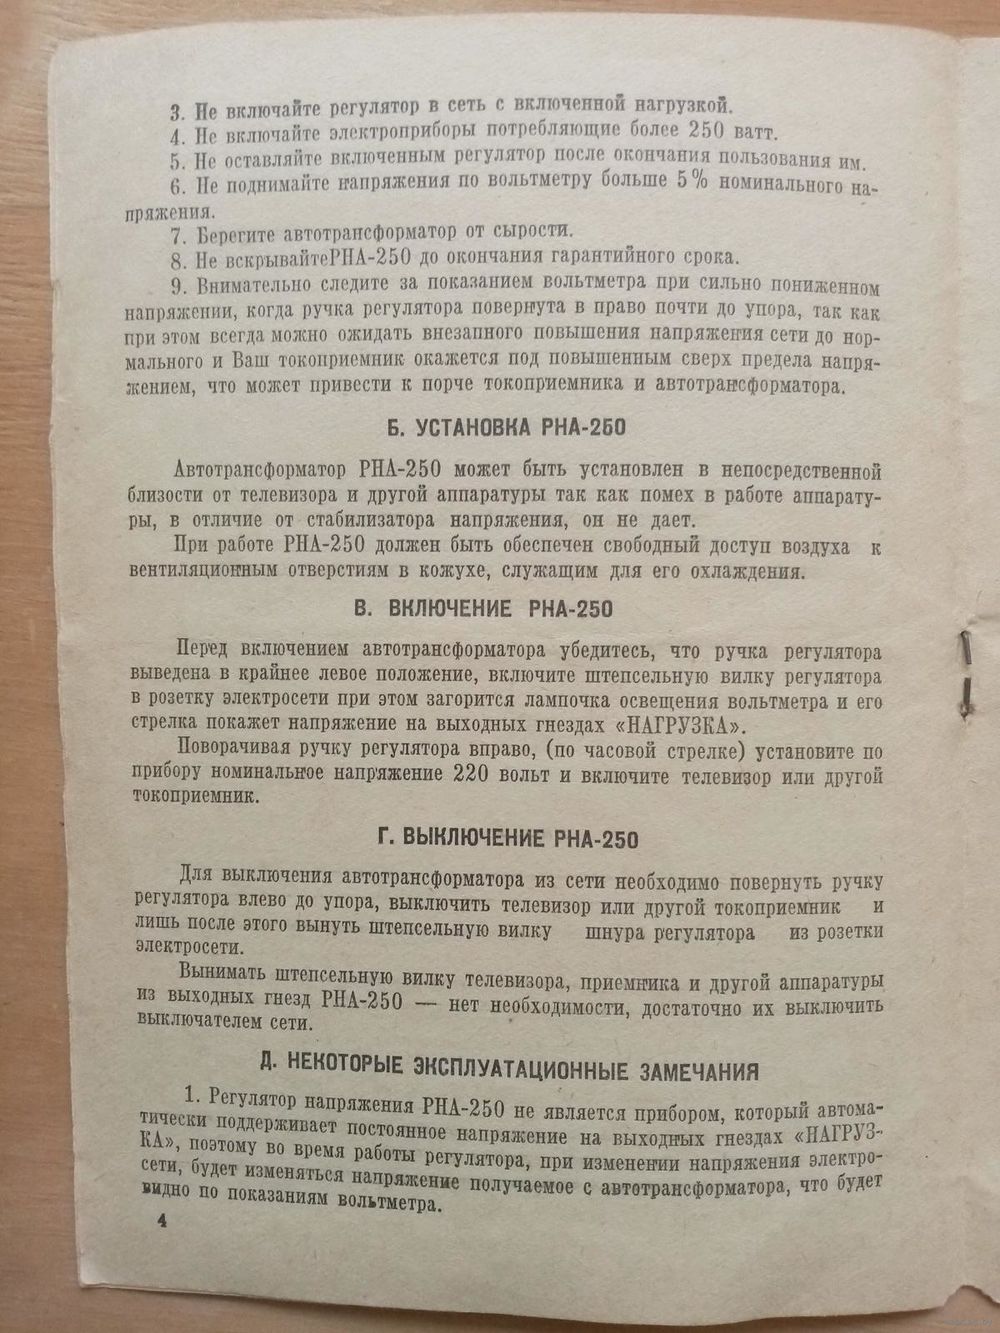 3. Не включайте регулятор в сеть с включенной нагрузкой.
4. Не включайте электроприборы потребляющие более 250 ватт.
5. Не оставляйте включенным регулятор после окончания пользования им.
6. Не поднимайте напряжения по вольтметру больше 5% номинального на-
пряжения.
7. Берегите автотрансформатор от сырости.
8. Не вскрывайтеРНА-250 до окончания гарантийного срока.
9. Внимательно следите за показанием вольтметра при сильно пониженном
напряжении, когда ручка регулятора повернута в право почти до упора, так как
при этом всегда можно ожидать внезапного повышения напряжения сети до нор-
мального и Ваш токоприемник окажется под повышенным сверх предела напря-
жением, что может привести к порче токоприемника и автотрансформатора.
Б. УСТАНОВКА РНА-250
Автотрансформатор РНА-250 может быть установлен в непосредственной
близости от телевизора и другой аппаратуры так как помех в работе аппарату-
ры, в отличие от стабилизатора напряжения, он не дает.
При работе РНА-250 должен быть обеспечен свободный доступ воздуха к
вентиляционным отверстиям в кожухе, служащим для его охлаждения.
В. ВКЛЮЧЕНИЕ РНА-250
Перед включением автотрансформатора убедитесь, что ручка регулятора
выведена в крайнее левое положение, включите штепсельную вилку регулятора
в розетку электросети при этом загорится лампочка освещения вольтметра и его
стрелка покажет напряжение на выходных гнездах «НАГРУЗКА».
Поворачивая ручку регулятора вправо, (по часовой стрелке) установите по
прибору номинальное напряжение 220 вольт и включите телевизор или другой
токоприемник.
Г. ВЫКЛЮЧЕНИЕ РНА-250
Для выключения автотрансформатора из сети необходимо повернуть ручку
регулятора влево до упора, выключить телевизор или другой токоприемник и
лишь после этого вынуть штепсельную вилку шнура регулятора из розетки
электросети.
Вынимать штепсельную вилку телевизора, приемника и другой аппаратуры
из выходных гнезд РНА-250 — нет необходимости, достаточно их выключить
выключателем сети.
Д. НЕКОТОРЫЕ ЭКСПЛУАТАЦИОННЫЕ ЗАМЕЧАНИЯ
1. Регулятор напряжения РНА-250 не является прибором, который автома-
тически поддерживает постоянное напряжение на выходных гнездах «НАГРУЗ-
КА», поэтому во время работы регулятора, при изменении напряжения электро-
сети, будет изменяться напряжение получаемое с автотрансформатора, что будет
видно по показаниям вольтметра.
4